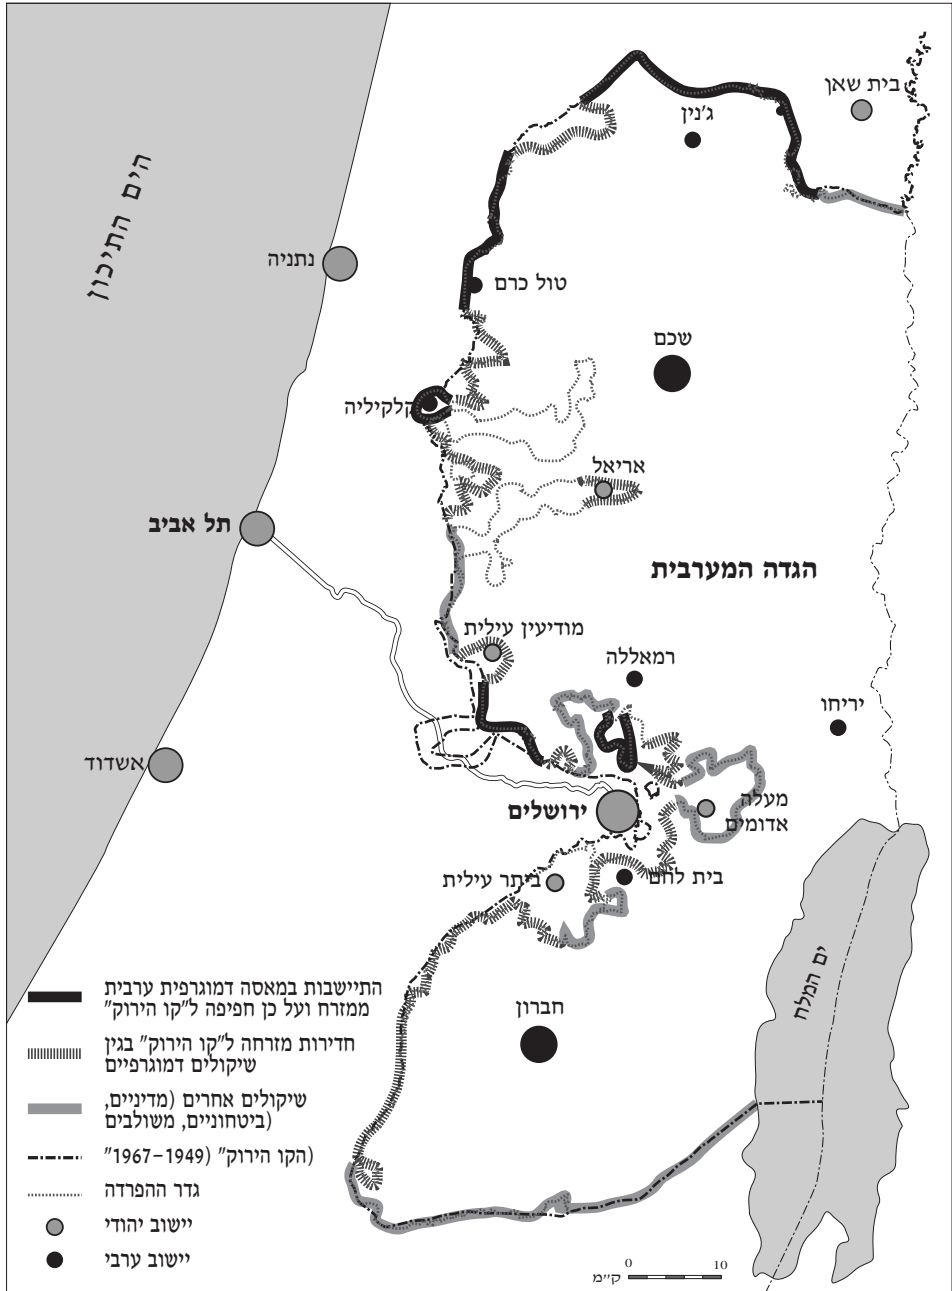 בית שאן
ג'נין
הים התיכון
נתניה
טול כרם
שכם
קלקיליה
אריאל
תל אביב
הגדה המערבית
מודיעין עילית
רמאללה
יריחו
אשדוד
מעלה
אדומים
ירושלים
ביתר עילית
בית לחם
ים המלח
חברון
התיישבות במאסה דמוגרפית ערבית
ממזרח ועל כן חפיפה ל"קו הירוק"
חדירות מזרחה ל"קו הירוק" בגין
שיקולים דמוגרפיים
שיקולים אחרים (מדיניים,
ביטחוניים, משולבים)
הקו הירוק" (1949–1967")
גדר ההפרדה
יישוב יהודי
יישוב ערבי
0 10
ק"מ